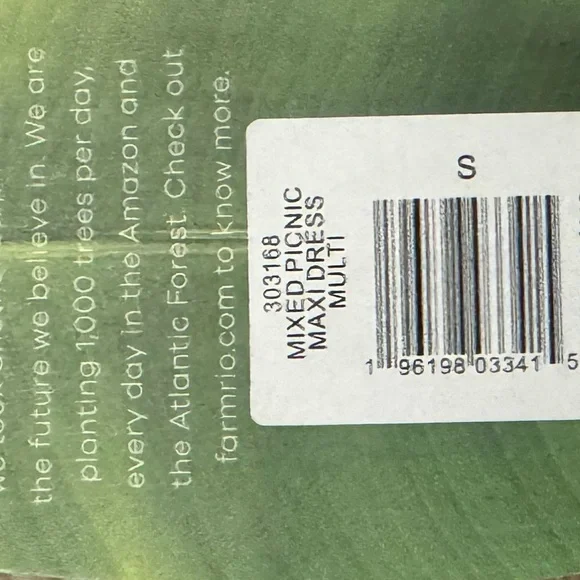 the future we believe in. We are
planting 1,000 trees per day,
every day in the Amazon and
the Atlantic Forest. Check out
farmrio.com to know more.
303168
MIXED PICNIC
MAXI DRESS
MULTI
S
1 96198 03341 5